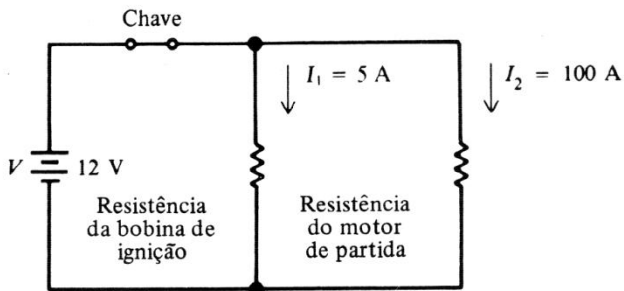 Chave
I₁ = 5 A
I₂ = 100 A
V
12 V
Resistência
da bobina de
ignição
Resistência
do motor
de partida